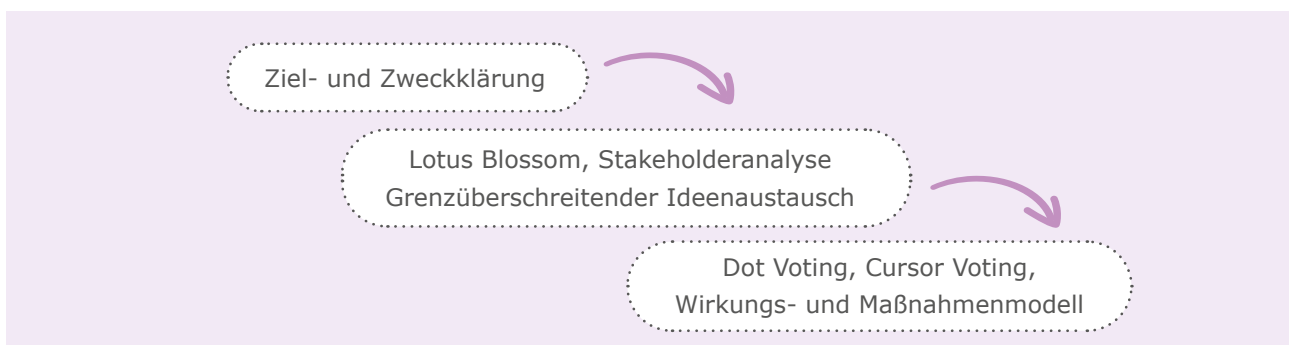 Ziel- und Zweckklärung
Lotus Blossom, Stakeholderanalyse
Grenzüberschreitender Ideenaustausch
Dot Voting, Cursor Voting,
Wirkungs- und Maßnahmenmodell